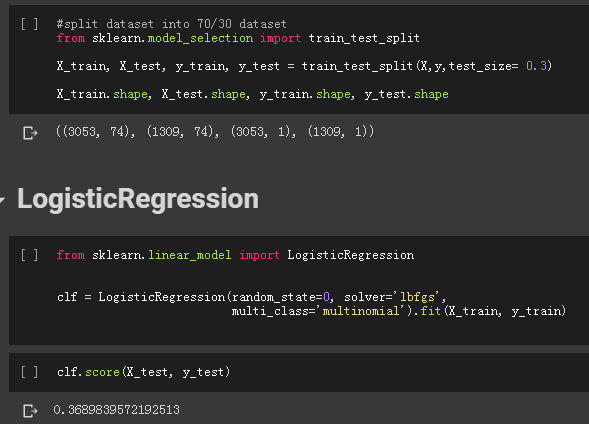 [ ] #split dataset into 70/30 dataset
from sklearn.model_selection import train_test_split
X_train, X_test, y_train, y_test = train_test_split(X,y,test_size= 0.3)
X_train.shape, X_test.shape, y_train.shape, y_test.shape
((3053, 74), (1309, 74), (3053, 1), (1309, 1))
LogisticRegression
[ ] from sklearn.linear_model import LogisticRegression
clf = LogisticRegression(random_state=0, solver='lbfgs',
multi_class='multinomial').fit(X_train, y_train)
[ ] clf.score(X_test, y_test)
0.3689839572192513